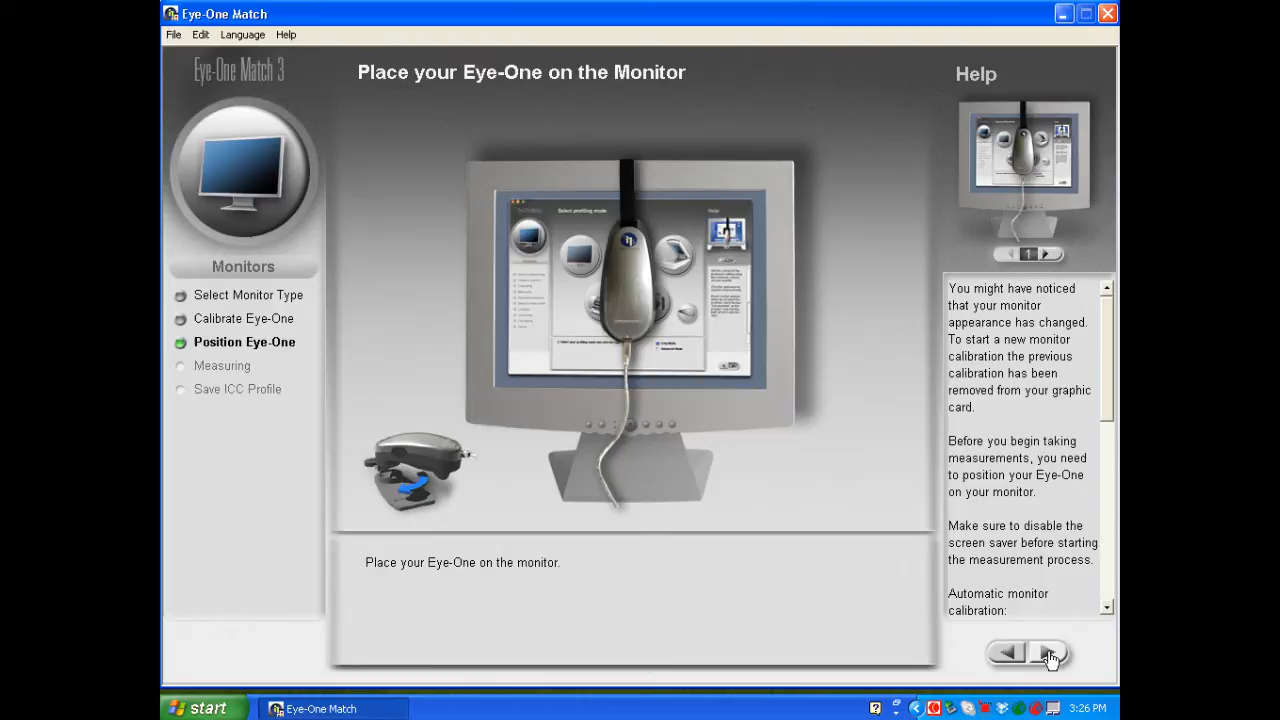 Eye-One Match
File Edit Language Help
Eye-One Match 3
Place your Eye-One on the Monitor
Help
Monitors
Select Monitor Type
Calibrate Eye-One
Position Eye-One
Measuring
Save ICC Profile
Select profiling mode
Help
1
You might have noticed
that your monitor
appearance has changed.
To start a new monitor
calibration the previous
calibration has been
removed from your graphic
card.
Before you begin taking
measurements, you need
to position your Eye-One
on your monitor.
Make sure to disable the
screen saver before starting
the measurement process.
Automatic monitor
calibration:
Place your Eye-One on the monitor.
start
Eye-One Match
3:26 PM